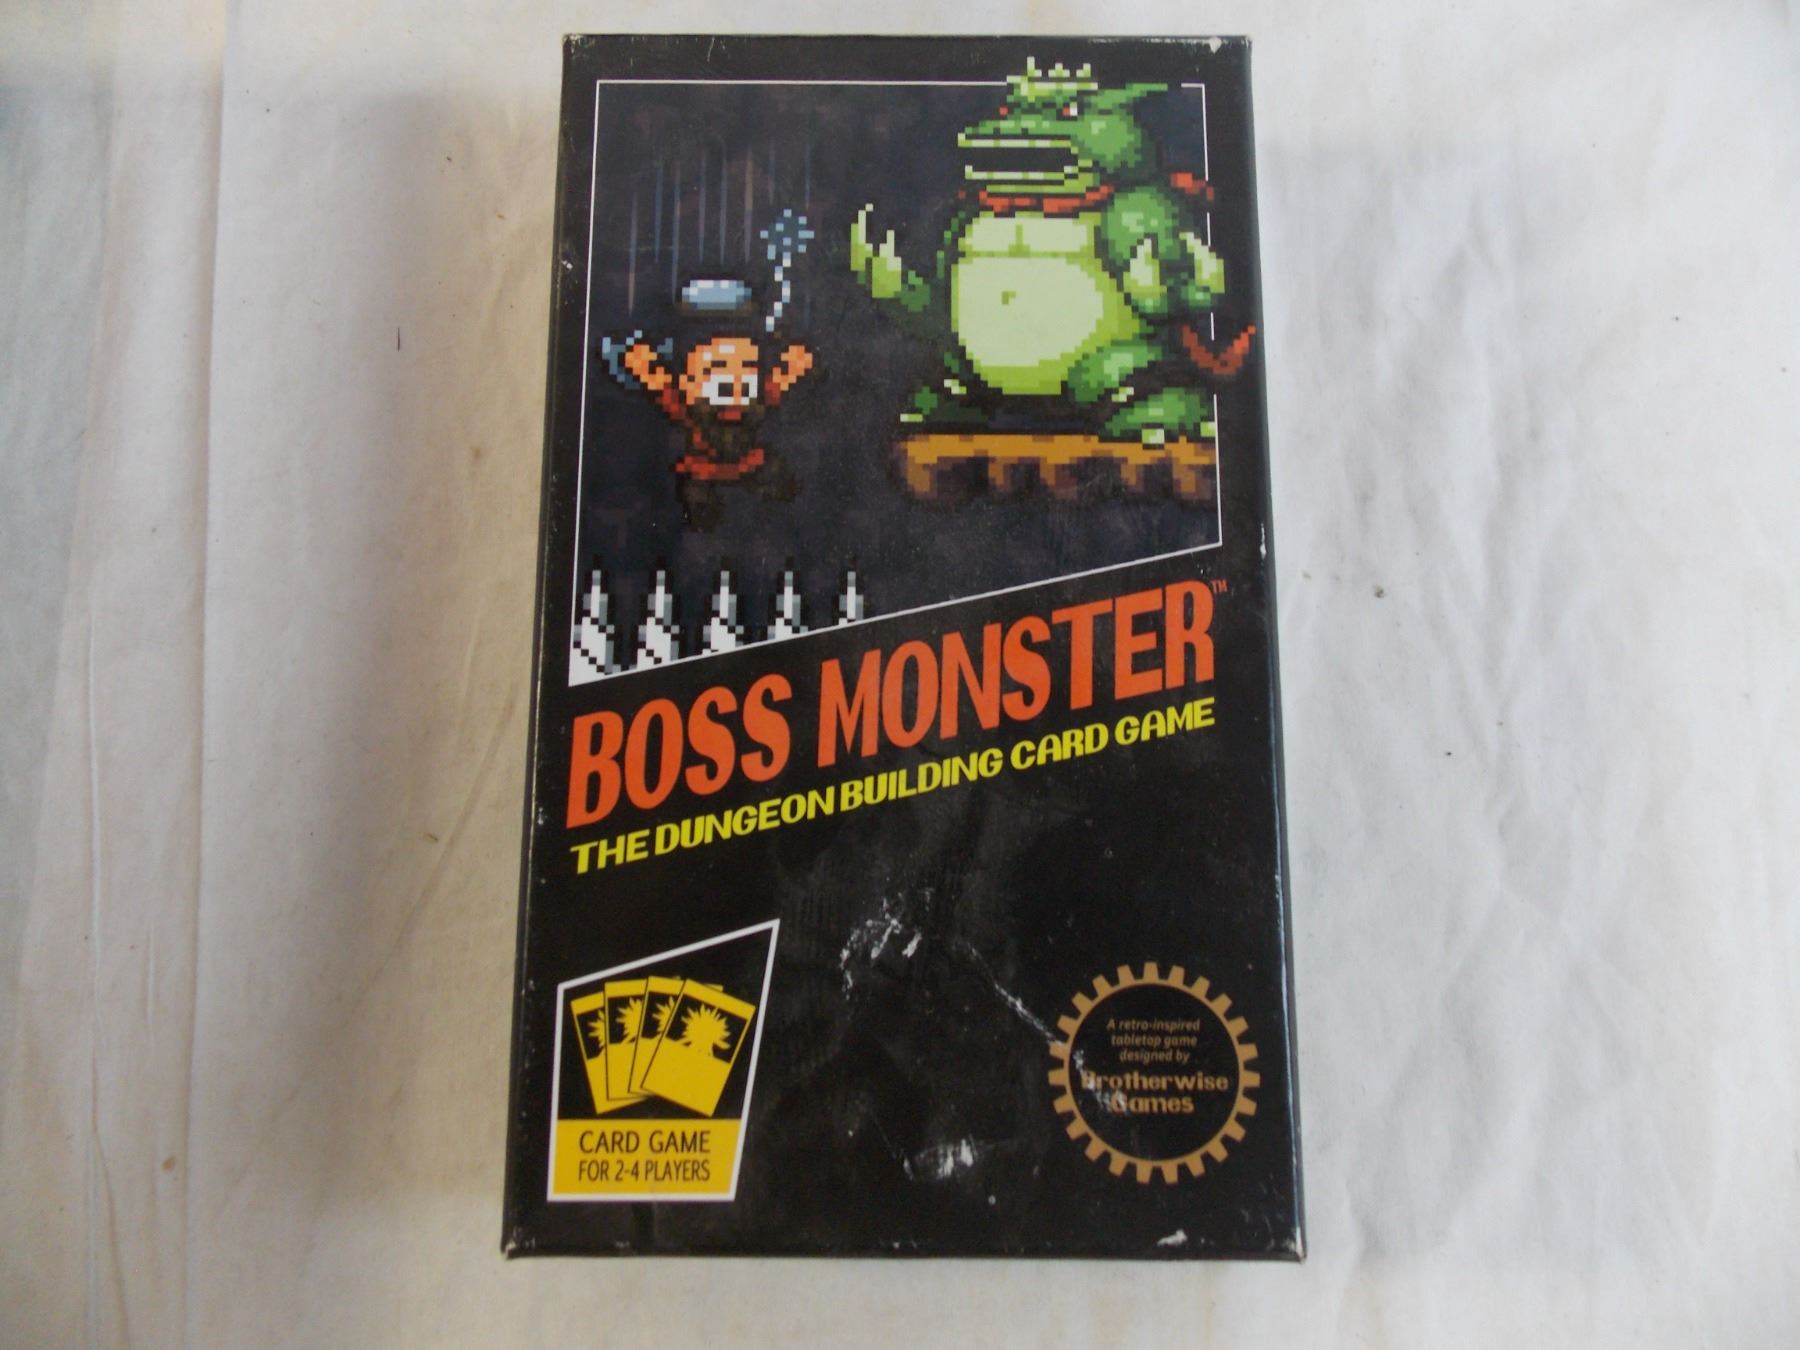 BOSS MONSTER™
THE DUNGEON BUILDING CARD GAME
CARD GAME
FOR 2-4 PLAYERS
A retro-inspired
tabletop game
designed by
Brotherwise
Games